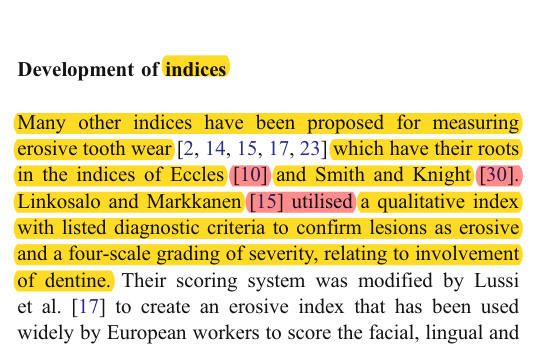 Development of indices
Many other indices have been proposed for measuring
erosive tooth wear [2, 14, 15, 17, 23] which have their roots
in the indices of Eccles [10] and Smith and Knight [30].
Linkosalo and Markkanen [15] utilised a qualitative index
with listed diagnostic criteria to confirm lesions as erosive
and a four-scale grading of severity, relating to involvement
of dentine. Their scoring system was modified by Lussi
et al. [17] to create an erosive index that has been used
widely by European workers to score the facial, lingual and